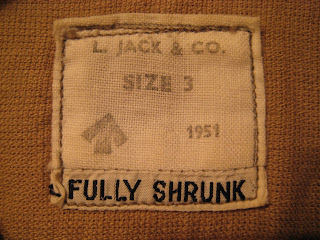 L. JACK & CO.
SIZE 3
1951
FULLY SHRUNK